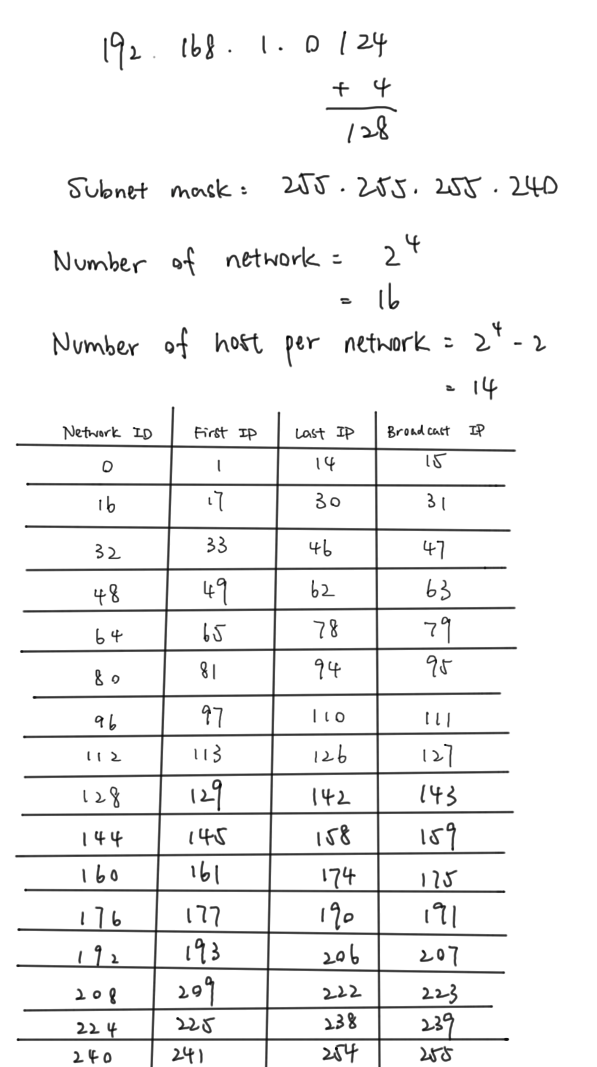 192.168.1.0/24
+ 4
/28
Subnet mask: 255.255.255.240
Number of network = 2^4
= 16
Number of host per network = 2^4 - 2
= 14
Network ID First IP Last IP Broadcast IP
0 1 14 15
16 17 30 31
32 33 46 47
48 49 62 63
64 65 78 79
80 81 94 95
96 97 110 111
112 113 126 127
128 129 142 143
144 145 158 159
160 161 174 175
176 177 190 191
192 193 206 207
208 209 222 223
224 225 238 239
240 241 254 255